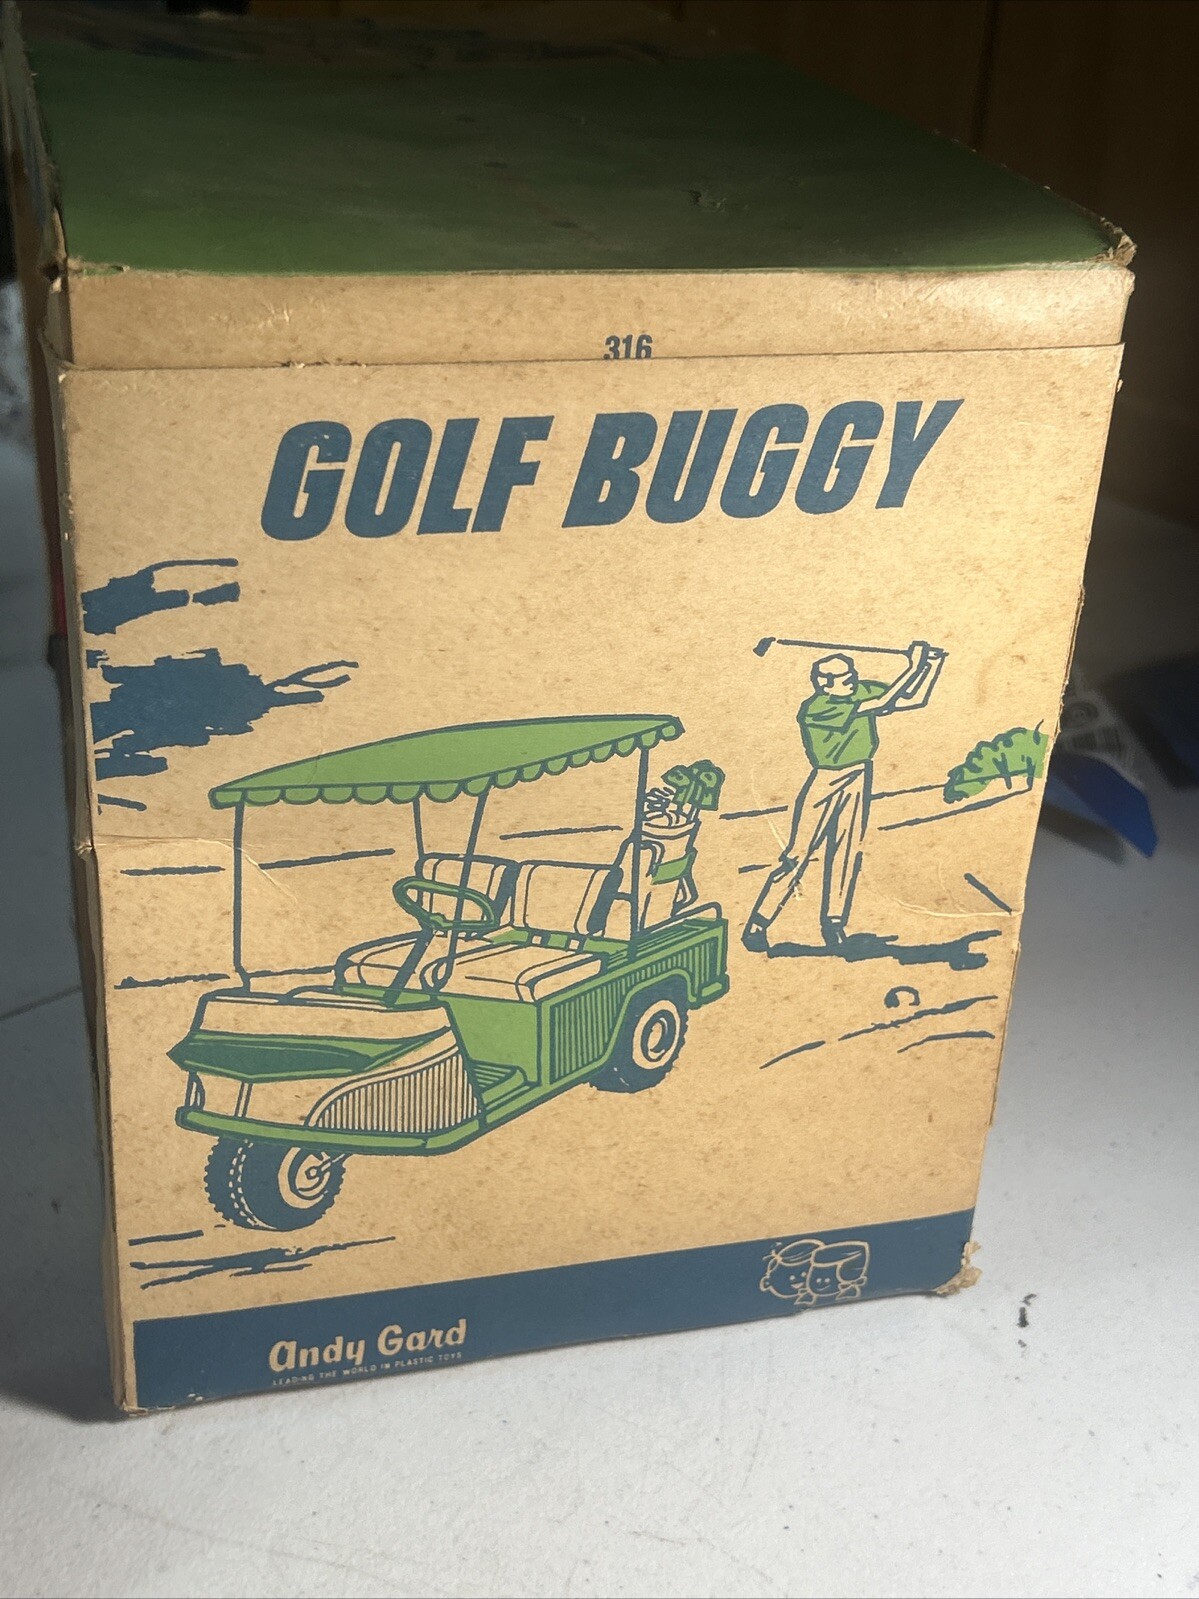 316
GOLF BUGGY
andy Gard
LEADING THE WORLD IN PLASTIC TOYS